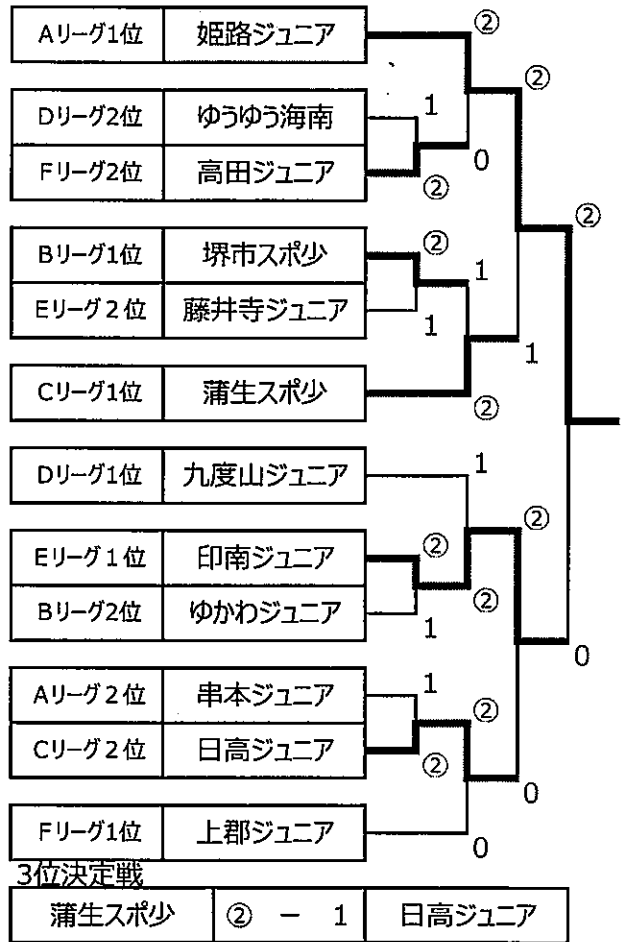 Aリーグ1位 姫路ジュニア ②
②
Dリーグ2位 ゆうゆう海南 1
0
Fリーグ2位 高田ジュニア ②
②
Bリーグ1位 堺市スポ少 ②
1
Eリーグ2位 藤井寺ジュニア 1
1
Cリーグ1位 蒲生スポ少 ②
Dリーグ1位 九度山ジュニア 1
②
Eリーグ1位 印南ジュニア ②
②
Bリーグ2位 ゆかわジュニア 1
0
Aリーグ2位 串本ジュニア 1
②
Cリーグ2位 日高ジュニア ②
0
Fリーグ1位 上郡ジュニア 0
3位決定戦
蒲生スポ少 ② － 1 日高ジュニア